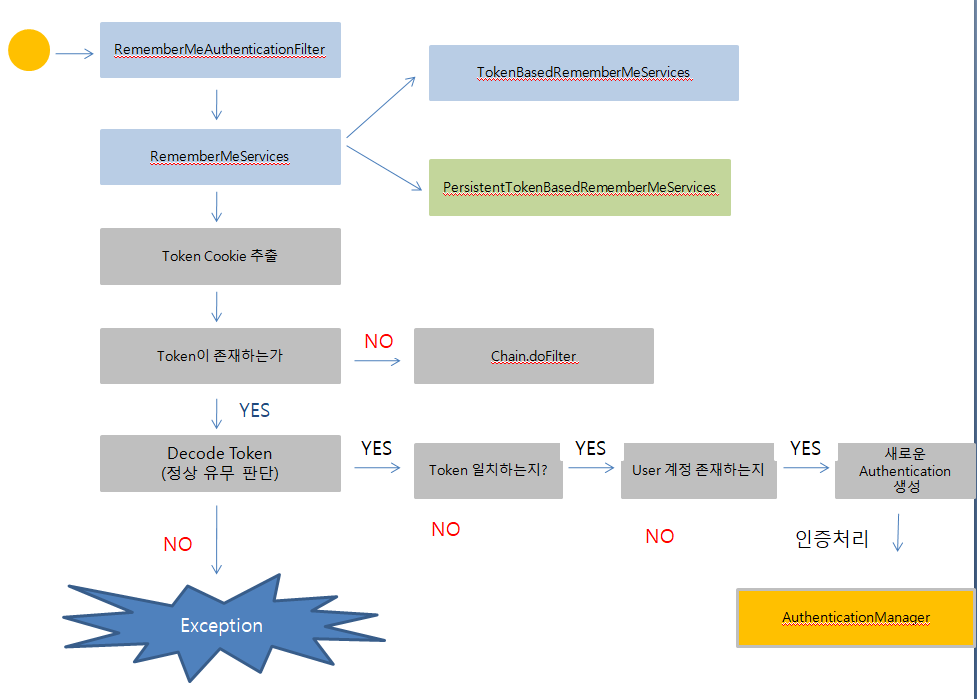 RememberMeAuthenticationFilter
TokenBasedRememberMeServices
RememberMeServices
PersistentTokenBasedRememberMeServices
Token Cookie 추출
Token이 존재하는가
NO
Chain.doFilter
YES
Decode Token
(정상 유무 판단)
YES
Token 일치하는지?
YES
User 계정 존재하는지
YES
새로운
Authentication
생성
NO
NO
NO
인증처리
Exception
AuthenticationManager